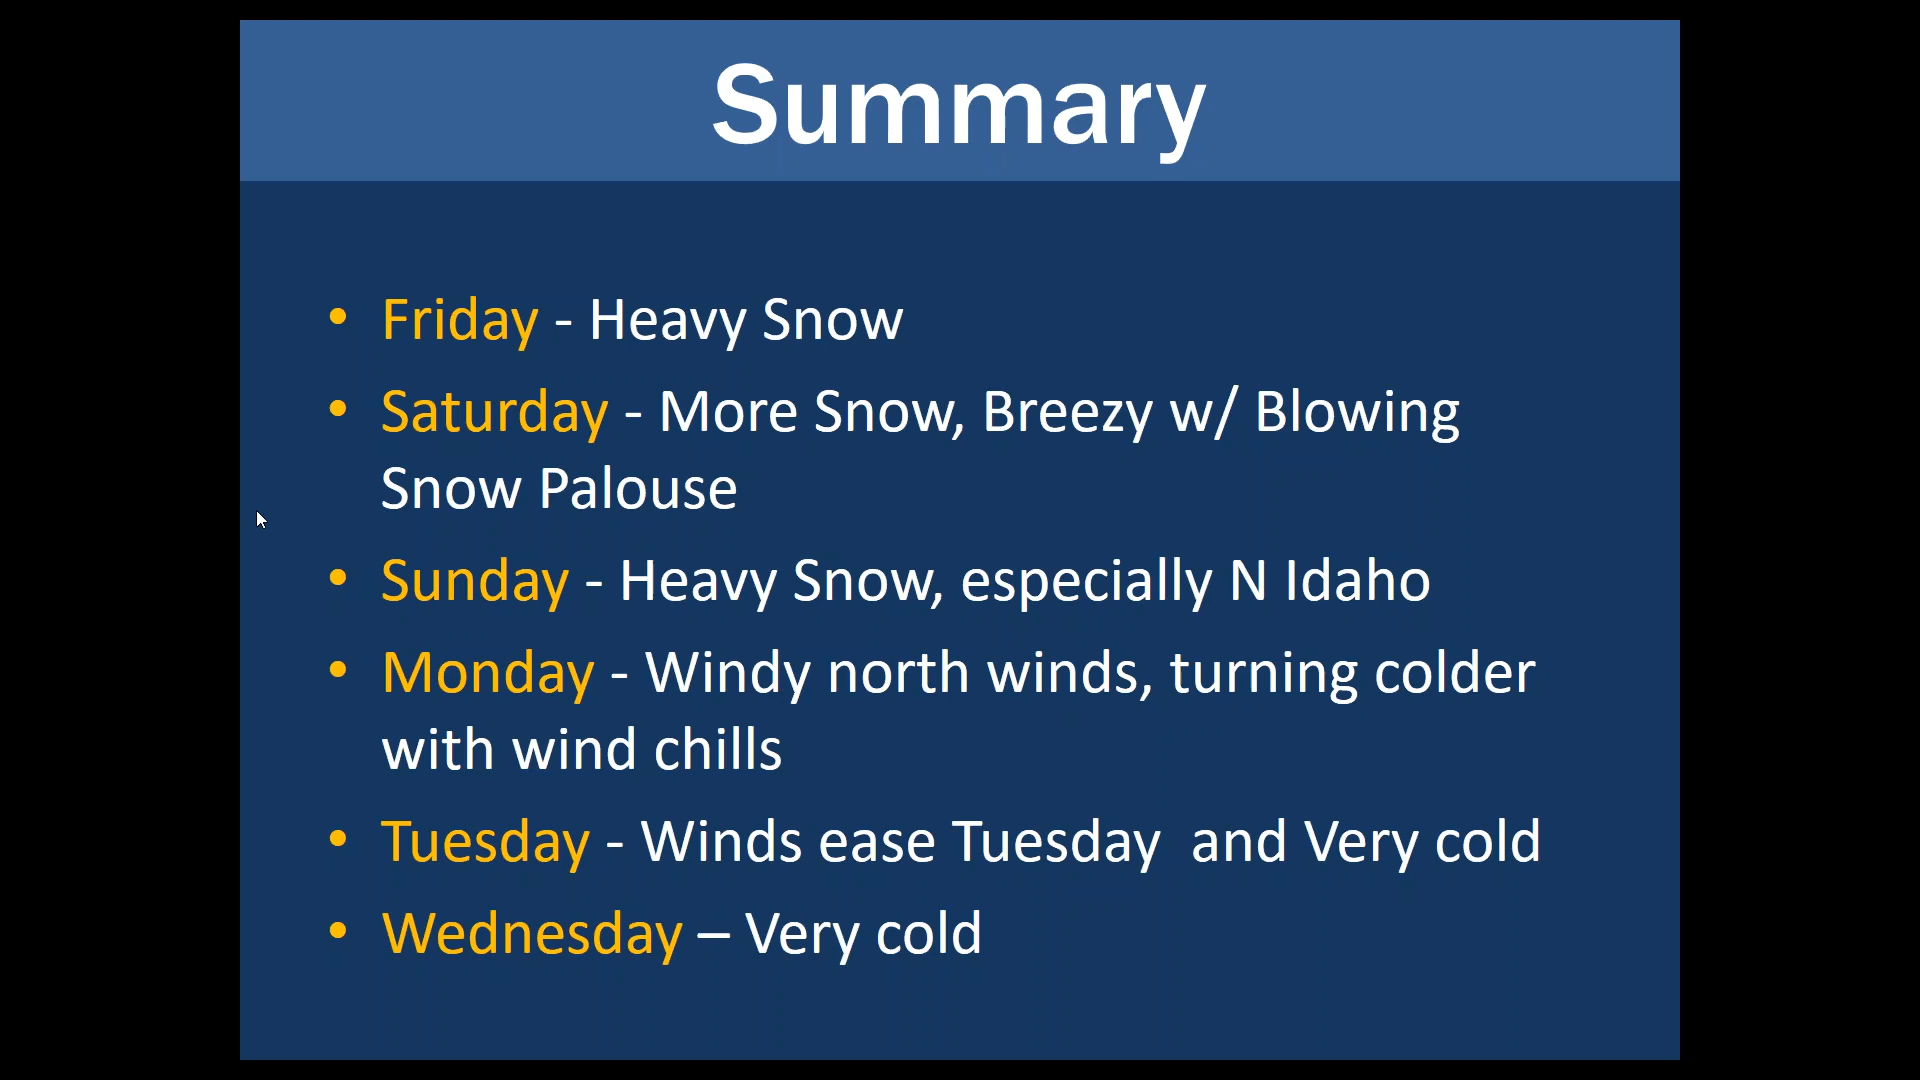 Summary
• Friday - Heavy Snow
• Saturday - More Snow, Breezy w/ Blowing
Snow Palouse
• Sunday - Heavy Snow, especially N Idaho
• Monday - Windy north winds, turning colder
with wind chills
• Tuesday - Winds ease Tuesday  and Very cold
• Wednesday – Very cold